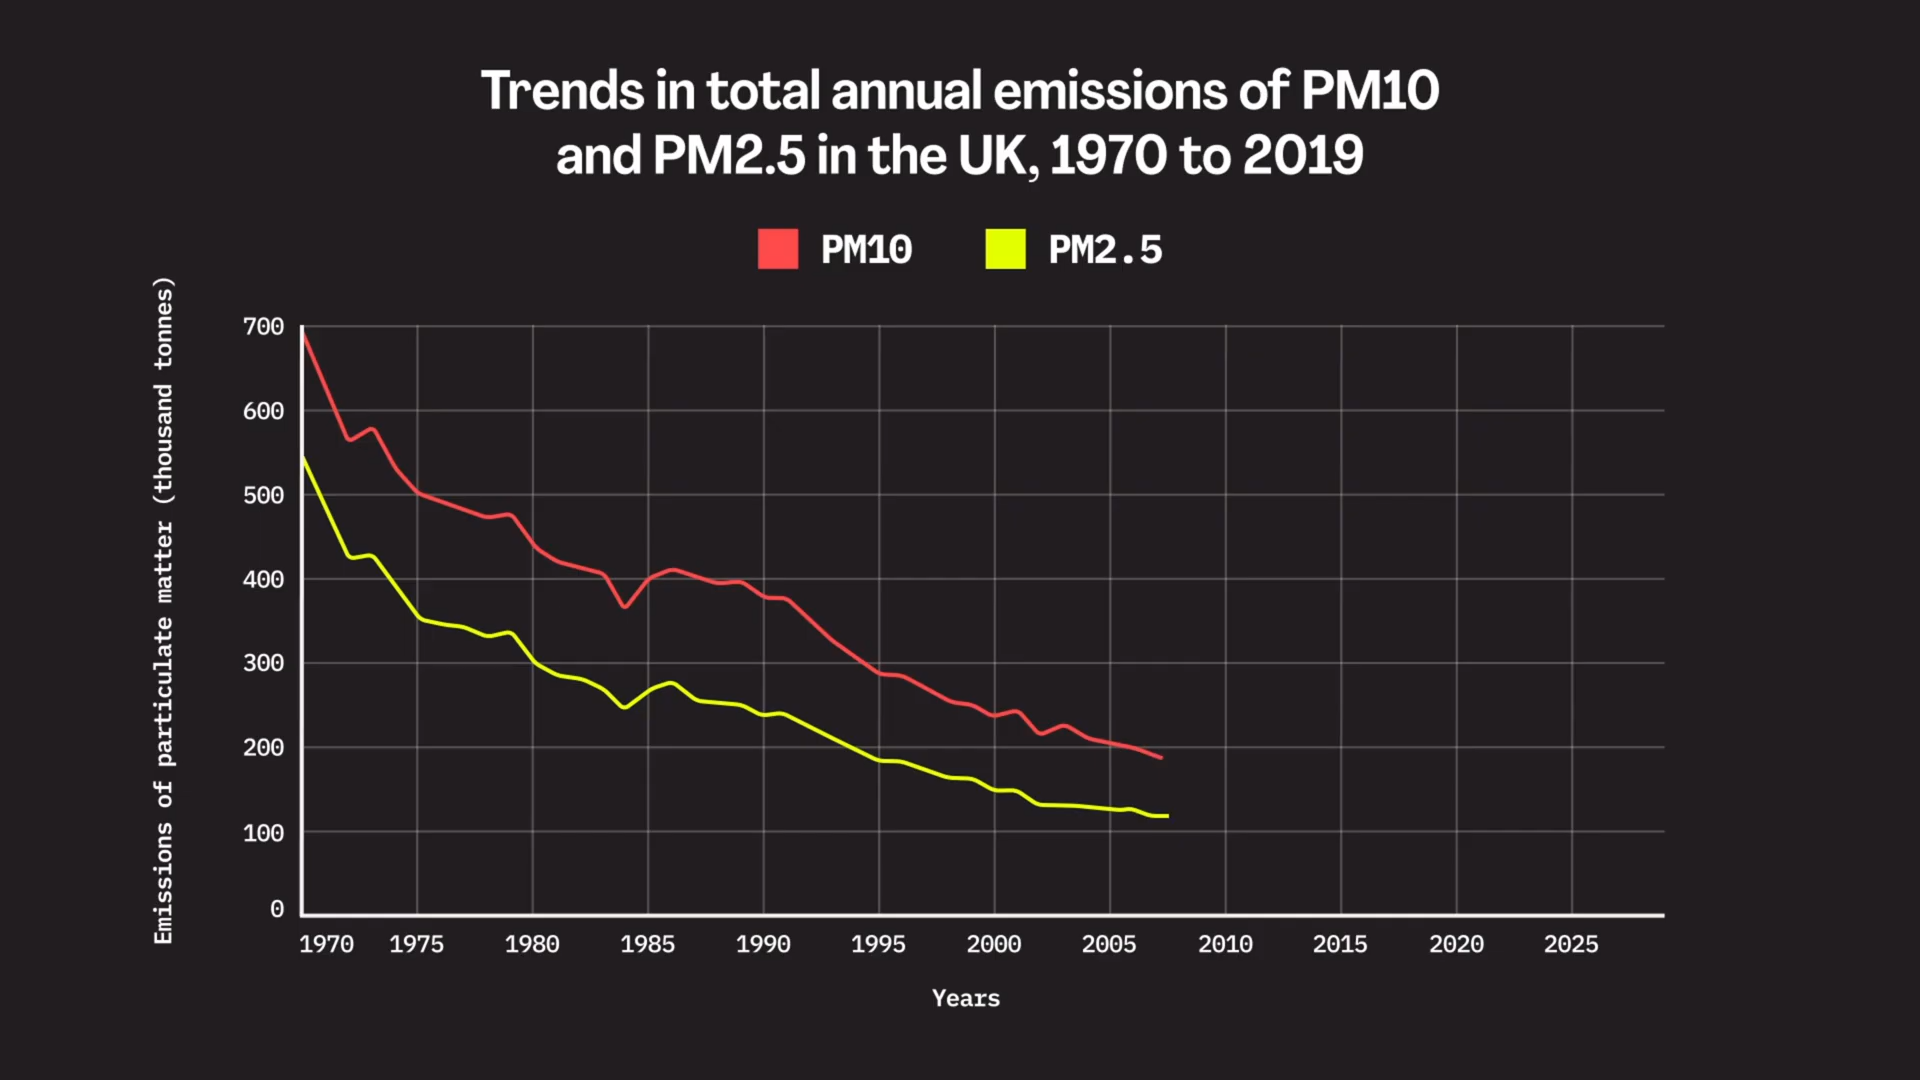 Trends in total annual emissions of PM10
and PM2.5 in the UK, 1970 to 2019
PM10
PM2.5
Emissions of particulate matter (thousand tonnes)
700
600
500
400
300
200
100
0
1970 1975 1980 1985 1990 1995 2000 2005 2010 2015 2020 2025
Years